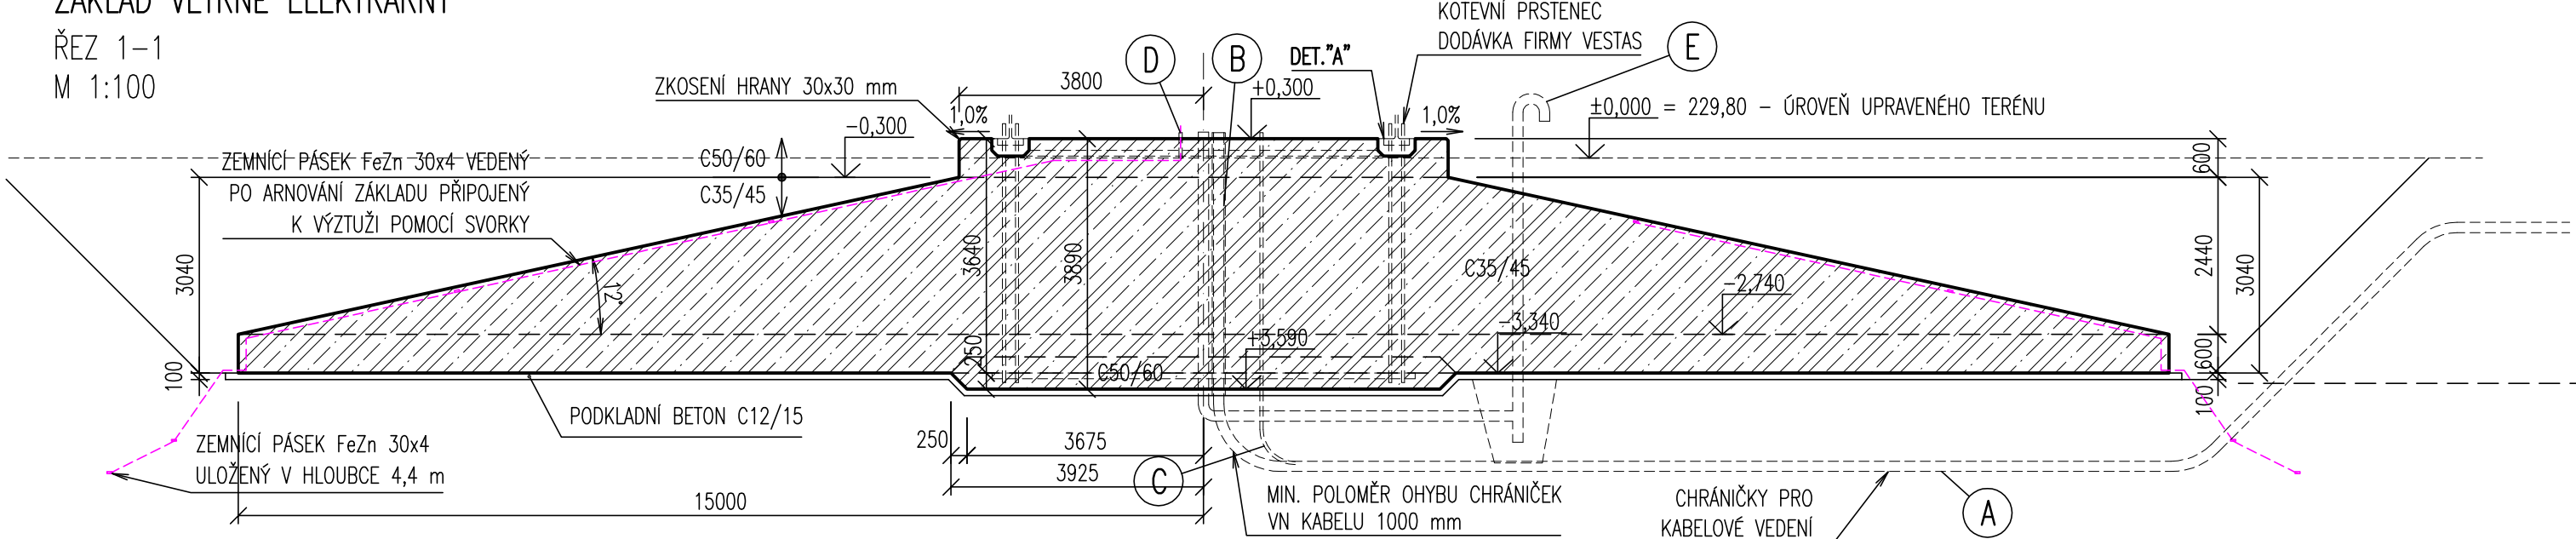 ZÁKLAD VĚTRNÉ ELEKTRÁRNY
ŘEZ 1-1
M 1:100
ZKOSENÍ HRANY 30x30 mm
3800
D
B
DET."A"
KOTEVNÍ PRSTENEC
DODÁVKA FIRMY VESTAS
E
+0,300
±0,000 = 229,80 - ÚROVEŇ UPRAVENÉHO TERÉNU
1,0%
1,0%
-0,300
C50/60
C35/45
ZEMNÍCÍ PÁSEK FeZn 30x4 VEDENÝ
PO ARNOVÁNÍ ZÁKLADU PŘIPOJENÝ
K VÝZTUŽI POMOCÍ SVORKY
600
3040
12°
3640
3890
C35/45
-2,740
2440
3040
-3,340
+3,590
250
C50/60
600
100
100
PODKLADNÍ BETON C12/15
ZEMNÍCÍ PÁSEK FeZn 30x4
ULOŽENÝ V HLOUBCE 4,4 m
250
3675
3925
15000
C
MIN. POLOMĚR OHYBU CHRÁNIČEK
VN KABELU 1000 mm
CHRÁNIČKY PRO
KABELOVÉ VEDENÍ
A